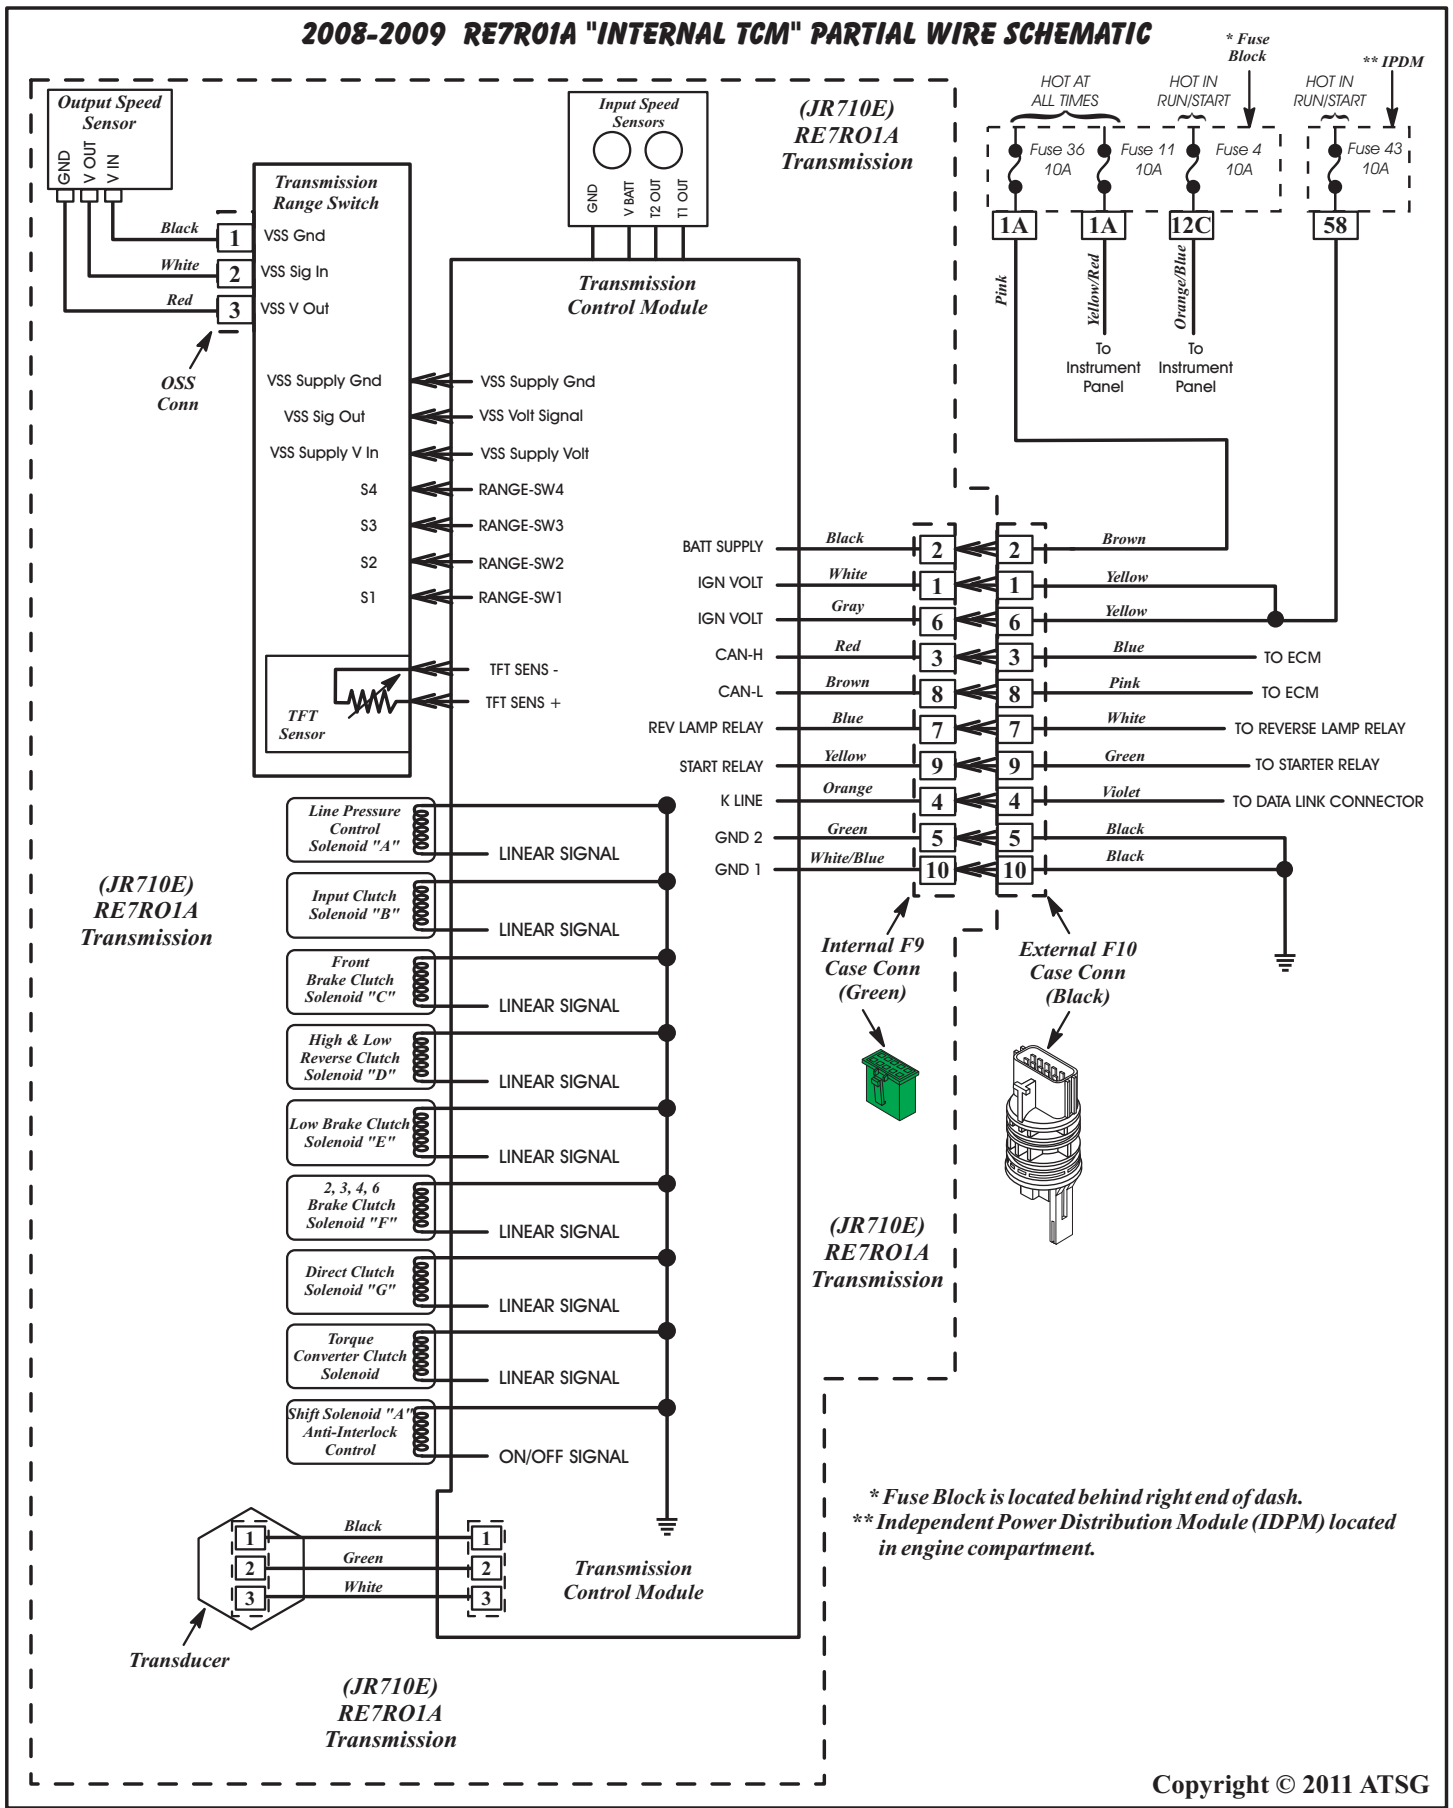 2008-2009 RE7RO1A "INTERNAL TCM" PARTIAL WIRE SCHEMATIC
* Fuse
Block
** IPDM
HOT AT
ALL TIMES
HOT IN
RUN/START
HOT IN
RUN/START
Fuse 36
10A
Fuse 11
10A
Fuse 4
10A
Fuse 43
10A
1A
1A
12C
58
Pink
Yellow/Red
Orange/Blue
To
Instrument
Panel
To
Instrument
Panel
(JR710E)
RE7RO1A
Transmission
Output Speed
Sensor
GND
V OUT
V IN
Input Speed
Sensors
GND
V BATT
T2 OUT
T1 OUT
Transmission
Range Switch
Black
1
VSS Gnd
White
2
VSS Sig In
Red
3
VSS V Out
OSS
Conn
Transmission
Control Module
VSS Supply Gnd
VSS Supply Gnd
VSS Sig Out
VSS Volt Signal
VSS Supply V In
VSS Supply Volt
S4
RANGE-SW4
S3
RANGE-SW3
S2
RANGE-SW2
S1
RANGE-SW1
TFT SENS -
TFT SENS +
TFT
Sensor
BATT SUPPLY
Black
2
2
Brown
IGN VOLT
White
1
1
Yellow
IGN VOLT
Gray
6
6
Yellow
CAN-H
Red
3
3
Blue
TO ECM
CAN-L
Brown
8
8
Pink
TO ECM
REV LAMP RELAY
Blue
7
7
White
TO REVERSE LAMP RELAY
START RELAY
Yellow
9
9
Green
TO STARTER RELAY
K LINE
Orange
4
4
Violet
TO DATA LINK CONNECTOR
GND 2
Green
5
5
Black
GND 1
White/Blue
10
10
Black
Internal F9
Case Conn
(Green)
External F10
Case Conn
(Black)
Line Pressure
Control
Solenoid "A"
LINEAR SIGNAL
Input Clutch
Solenoid "B"
LINEAR SIGNAL
Front
Brake Clutch
Solenoid "C"
LINEAR SIGNAL
High & Low
Reverse Clutch
Solenoid "D"
LINEAR SIGNAL
Low Brake Clutch
Solenoid "E"
LINEAR SIGNAL
2, 3, 4, 6
Brake Clutch
Solenoid "F"
LINEAR SIGNAL
Direct Clutch
Solenoid "G"
LINEAR SIGNAL
Torque
Converter Clutch
Solenoid
LINEAR SIGNAL
Shift Solenoid "A"
Anti-Interlock
Control
ON/OFF SIGNAL
(JR710E)
RE7RO1A
Transmission
(JR710E)
RE7RO1A
Transmission
1
Black
1
2
Green
2
3
White
3
Transducer
Transmission
Control Module
(JR710E)
RE7RO1A
Transmission
* Fuse Block is located behind right end of dash.
** Independent Power Distribution Module (IDPM) located
in engine compartment.
Copyright © 2011 ATSG